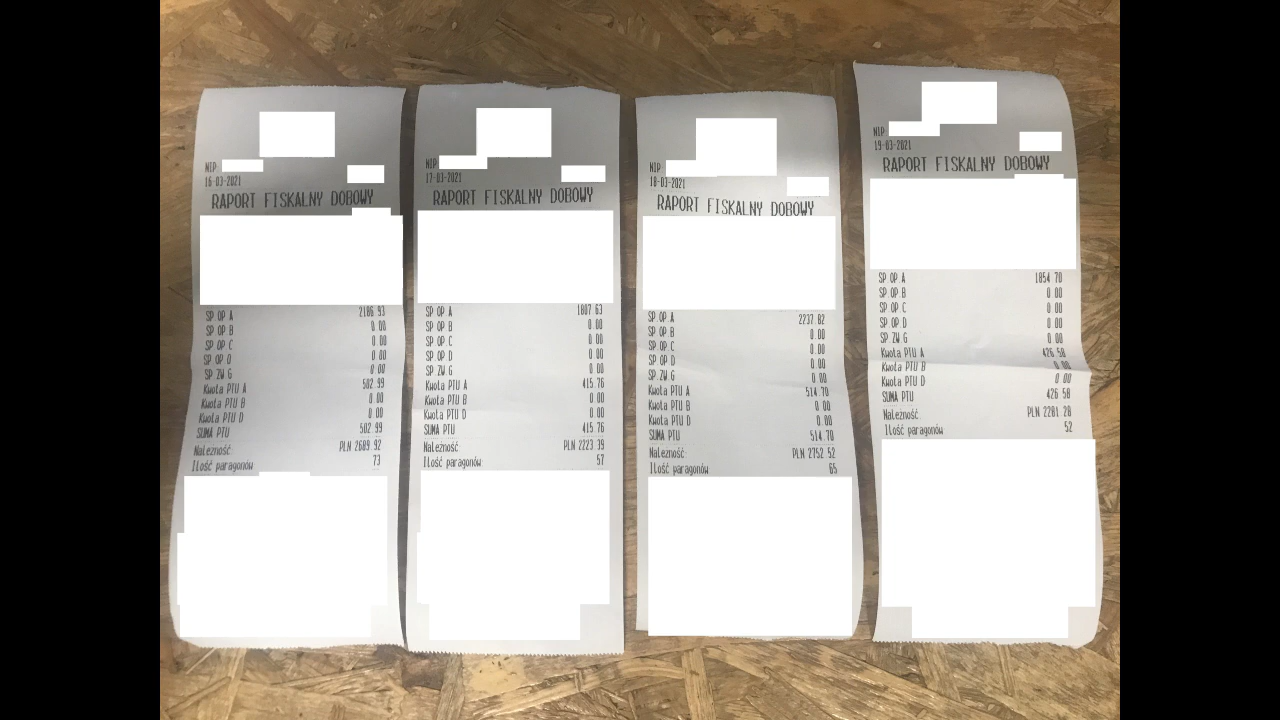 NIP
16-03-2021
RAPORT FISKALNY DOBOWY
SP.OP.A 2186.93
SP.OP.B 0.00
SP.OP.C 0.00
SP.OP.D 0.00
SP.ZW.G 0.00
Kwota PTU A 502.99
Kwota PTU B 0.00
Kwota PTU D 0.00
SUMA PTU 502.99
Należność: PLN 2689.92
Ilość paragonów 73
NIP
17-03-2021
RAPORT FISKALNY DOBOWY
SP.OP.A 1807.63
SP.OP.B 0.00
SP.OP.C 0.00
SP.OP.D 0.00
SP.ZW.G 0.00
Kwota PTU A 415.76
Kwota PTU B 0.00
Kwota PTU D 0.00
SUMA PTU 415.76
Należność: PLN 2223.39
Ilość paragonów 57
NIP
18-03-2021
RAPORT FISKALNY DOBOWY
SP.OP.A 2237.82
SP.OP.B 0.00
SP.OP.C 0.00
SP.OP.D 0.00
SP.ZW.G 0.00
Kwota PTU A 514.70
Kwota PTU B 0.00
Kwota PTU D 0.00
SUMA PTU 514.70
Należność: PLN 2752.52
Ilość paragonów 65
NIP
19-03-2021
RAPORT FISKALNY DOBOWY
SP.OP.A 1854.70
SP.OP.B 0.00
SP.OP.C 0.00
SP.OP.D 0.00
SP.ZW.G 0.00
Kwota PTU A 426.58
Kwota PTU B 0.00
Kwota PTU D 0.00
SUMA PTU 426.58
Należność: PLN 2281.28
Ilość paragonów 52